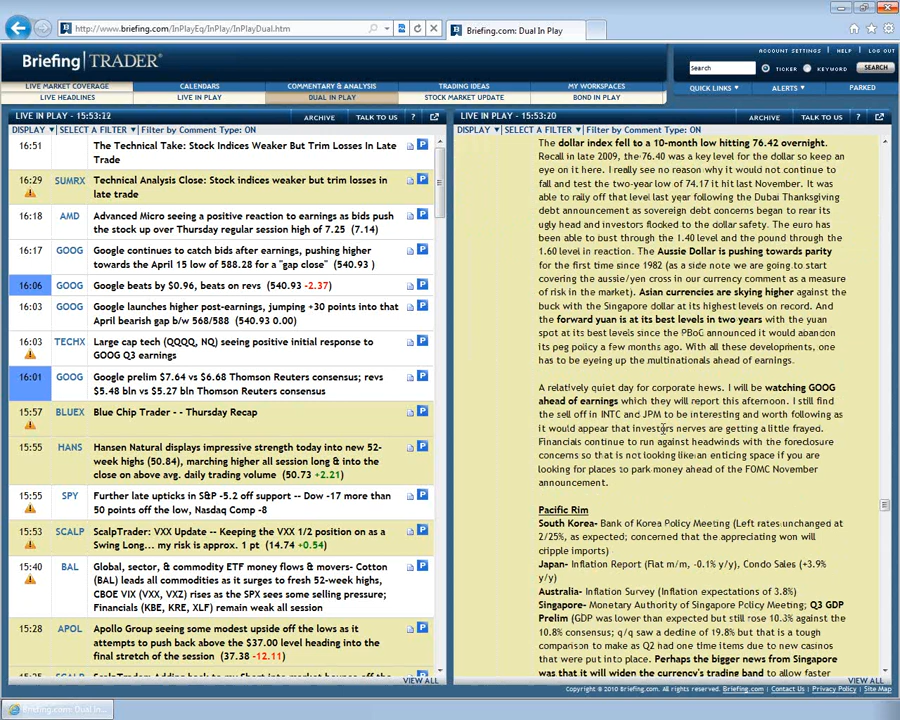 http://www.briefing.com/InPlayEq/InPlay/InPlayDual.htm
Briefing.com: Dual In Play
Briefing TRADER®
ACCOUNT SETTINGS HELP LOG OUT
Search TICKER KEYWORD SEARCH
LIVE MARKET COVERAGE CALENDARS COMMENTARY & ANALYSIS TRADING IDEAS MY WORKSPACES QUICK LINKS ALERTS PARKED
LIVE HEADLINES LIVE IN PLAY DUAL IN PLAY STOCK MARKET UPDATE BOND IN PLAY
LIVE IN PLAY - 15:53:22 ARCHIVE TALK TO US ?
DISPLAY SELECT A FILTER Filter by Comment Type: ON
16:51 The Technical Take: Stock Indices Weaker But Trim Losses In Late
Trade
16:29 SUMRX Technical Analysis Close: Stock indices weaker but trim losses in
late trade
16:18 AMD Advanced Micro seeing a positive reaction to earnings as bids push
the stock up over Thursday regular session high of 7.25 (7.14)
16:17 GOOG Google continues to catch bids after earnings, pushing higher
towards the April 15 low of 588.28 for a "gap close" (540.93 )
16:06 GOOG Google beats by $0.96, beats on revs (540.93 -2.37)
16:03 GOOG Google launches higher post-earnings, jumping +30 points into that
April bearish gap b/w 568/588 (540.93 0.00)
16:03 TECHX Large cap tech (QQQQ, NQ) seeing positive initial response to
GOOG Q3 earnings
16:01 GOOG Google prelim $7.64 vs $6.68 Thomson Reuters consensus; revs
$5.48 bln vs $5.27 bln Thomson Reuters consensus
15:57 BLUEX Blue Chip Trader - - Thursday Recap
15:55 HANS Hansen Natural displays impressive strength today into new 52-
week highs (50.84), marching higher all session long & into the
close on above avg. daily trading volume (50.73 +2.21)
15:55 SPY Further late upticks in S&P -5.2 off support -- Dow -17 more than
50 points off the low, Nasdaq Comp -8
15:53 SCALP ScalpTrader: VXX Update -- Keeping the VXX 1/2 position on as a
Swing Long... my risk is approx. 1 pt (14.74 +0.54)
15:40 BAL Global, sector, & commodity ETF money flows & movers- Cotton
(BAL) leads all commodities as it surges to fresh 52-week highs,
CBOE VIX (VXX, VXZ) rises as the SPX sees some selling pressure;
Financials (KBE, KRE, XLF) remain weak all session
15:28 APOL Apollo Group seeing some modest upside off the lows as it
attempts to push back above the $37.00 level heading into the
final stretch of the session (37.38 -12.11)
VIEW ALL
LIVE IN PLAY - 15:53:20 ARCHIVE TALK TO US ?
DISPLAY SELECT A FILTER Filter by Comment Type: ON
The dollar index fell to a 10-month low hitting 76.42 overnight.
Recall in late 2009, the 76.40 was a key level for the dollar so keep
an eye on it here. I really see no reason why it would not continue to
fall and test the two-year low of 74.17 it hit last November. It was
able to rally off that level last year following the Dubai Thanksgiving
debt announcement as sovereign debt concerns began to rear its
ugly head and investors flocked to the dollar safety. The euro has
been able to bust through the 1.40 level and the pound through the
1.60 level in reaction. The Aussie Dollar is pushing towards parity
for the first time since 1982 (as a side note we are going to start
covering the aussie/yen cross in our currency comment as a measure
of risk in the market). Asian currencies are skying higher against the
buck with the Singapore dollar at its highest levels on record. And
the forward yuan is at its best levels in two years with the yuan
spot at its best levels since the PBoC announced it would abandon
its peg policy a few months ago. With all these developments, one
has to be eyeing up the multinationals ahead of earnings.
A relatively quiet day for corporate news. I will be watching GOOG
ahead of earnings which they will report this afternoon. I still find
the sell off in INTC and JPM to be interesting and worth following as
it would appear that investors nerves are getting a little frayed.
Financials continue to run against headwinds with the foreclosure
concerns so that is not looking like an enticing space if you are
looking for places to park money ahead of the FOMC November
announcement.
Pacific Rim
South Korea- Bank of Korea Policy Meeting (Left rates unchanged at
2/25%, as expected; concerned that the appreciating won will
cripple imports)
Japan- Inflation Report (Flat m/m, -0.1% y/y), Condo Sales (+3.9%
y/y)
Australia- Inflation Survey (Inflation expectations of 3.8%)
Singapore- Monetary Authority of Singapore Policy Meeting; Q3 GDP
Prelim (GDP was lower than expected but still rose 10.3% against the
10.8% consensus; q/q saw a decline of 19.8% but that is a tough
comparison to make as Q2 had one time items due to new casinos
that were put into place. Perhaps the bigger news from Singapore
was that it will widen the currency's trading band to allow faster
VIEW ALL
Copyright © 2010 Briefing.com. All rights reserved. Briefing.com | Contact Us | Privacy Policy | Site Map
Briefing.com: Dual In...